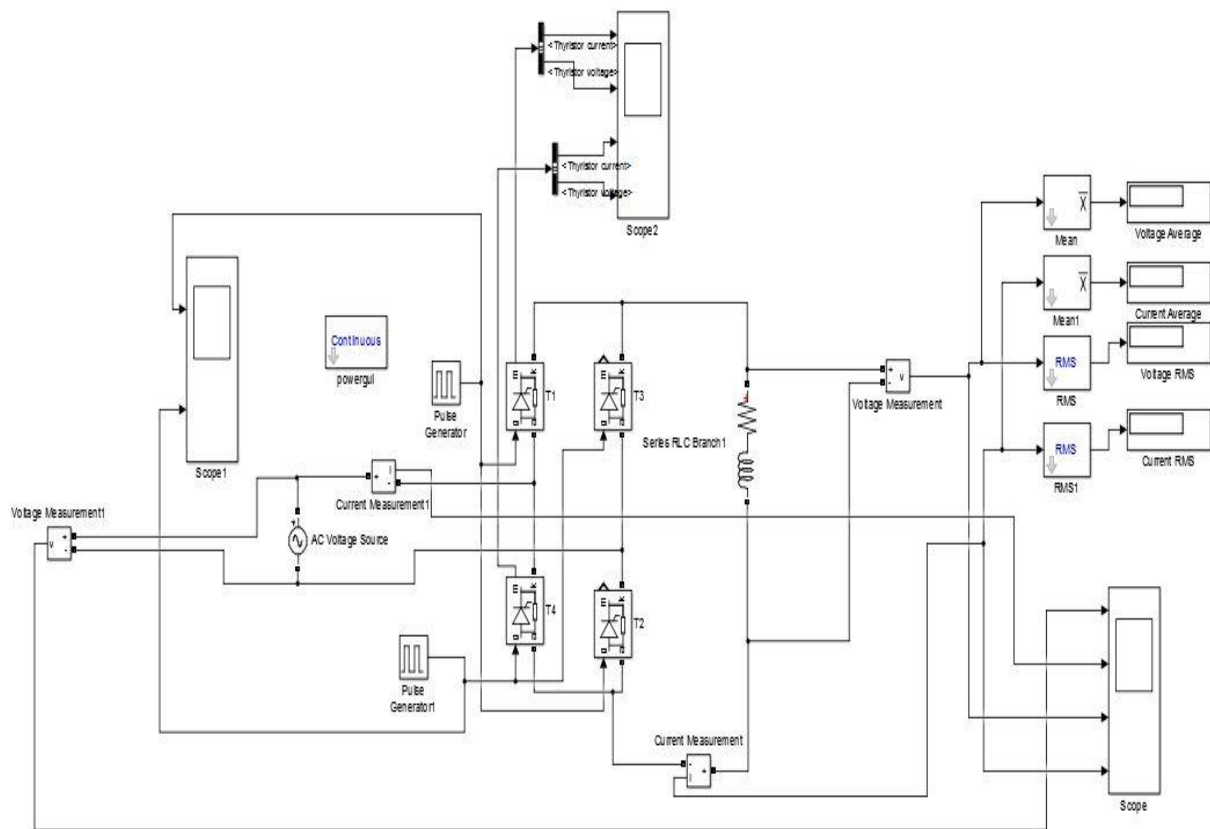 < Thyristor current>
< Thyristor voltage>
< Thyristor current>
< Thyristor voltage>
Scope2
X
Mean
Voltage Average
X
Mean1
Current Average
Continuous
powergui
Scope1
Pulse
Generator
m
k
a
T1
m
k
a
T3
+
-
v
Voltage Measurement
RMS
RMS
Voltage RMS
Series RLC Branch1
+
RMS
RMS1
Current RMS
+
-
i
Current Measurement1
Voltage Measurement1
v
+
-
+
AC Voltage Source
m
k
a
T4
m
k
a
T2
Pulse
Generator1
Current Measurement
-
i
+
Scope